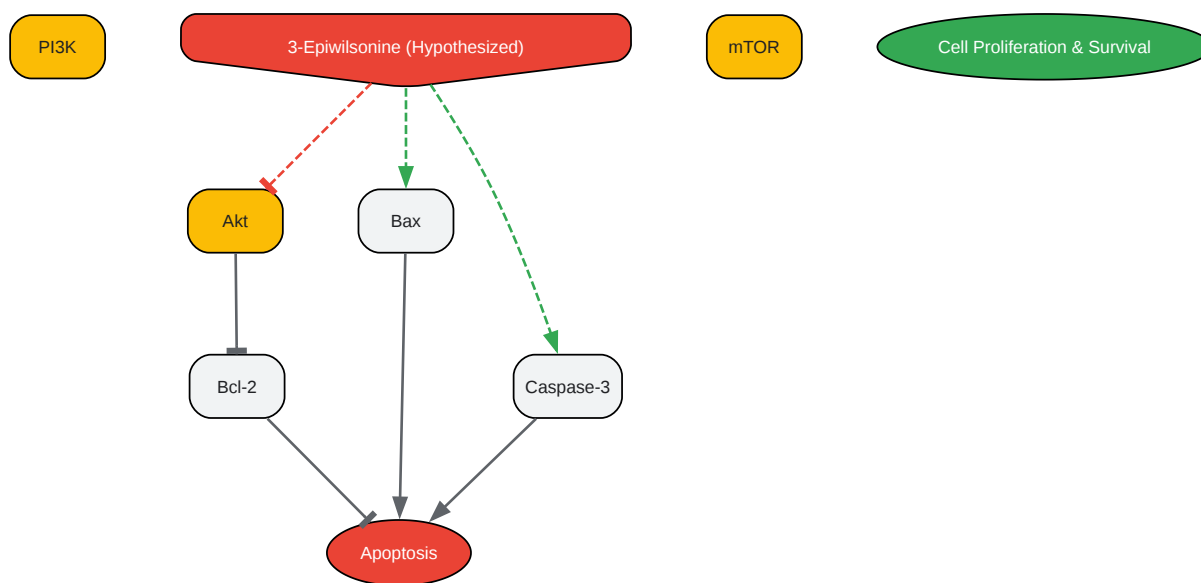 PI3K
3-Epiwilsonine (Hypothesized)
mTOR
Cell Proliferation & Survival
Akt
Bax
Bcl-2
Caspase-3
Apoptosis